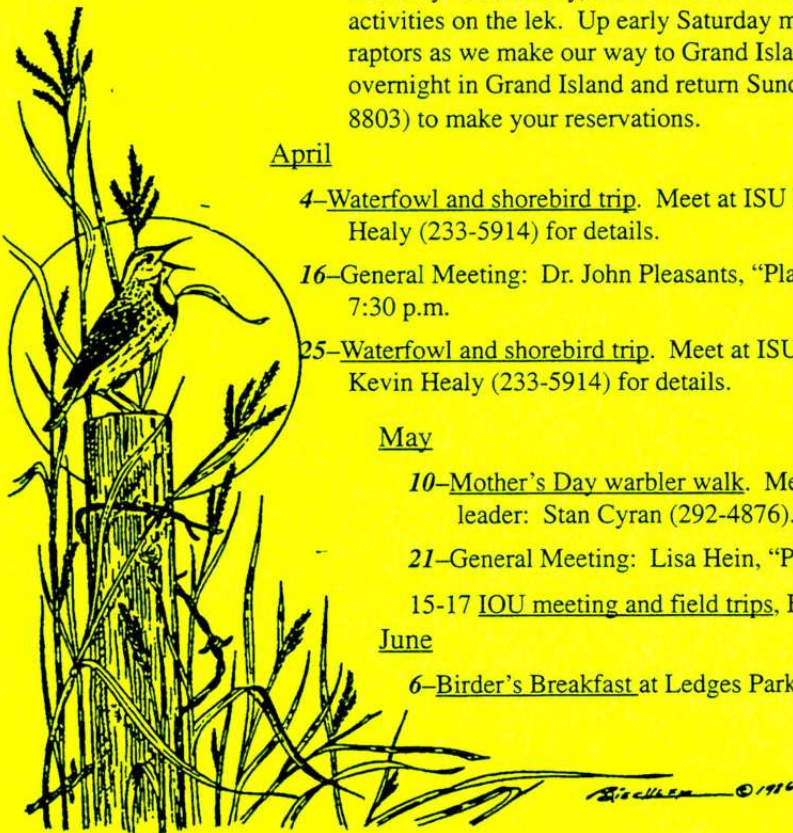 activities on the lek. Up early Saturday m
raptors as we make our way to Grand Isla
overnight in Grand Island and return Sund
8803) to make your reservations.
April
4–Waterfowl and shorebird trip. Meet at ISU
Healy (233-5914) for details.
16–General Meeting: Dr. John Pleasants, “Pla
7:30 p.m.
25–Waterfowl and shorebird trip. Meet at ISU
Kevin Healy (233-5914) for details.
May
10–Mother's Day warbler walk. Me
leader: Stan Cyran (292-4876).
21–General Meeting: Lisa Hein, “P
15-17 IOU meeting and field trips,
June
6–Birder's Breakfast at Ledges Park
© 1986